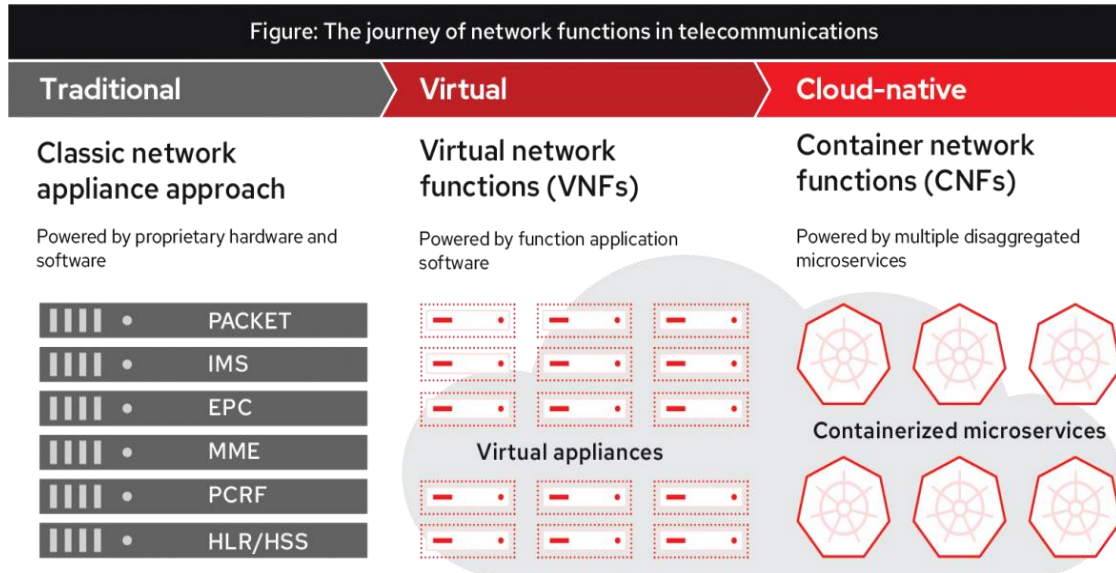 Figure: The journey of network functions in telecommunications
Traditional
Virtual
Cloud-native
Classic network
appliance approach
Powered by proprietary hardware and
software
PACKET
IMS
EPC
MME
PCRF
HLR/HSS
Virtual network
functions (VNFs)
Powered by function application
software
Virtual appliances
Container network
functions (CNFs)
Powered by multiple disaggregated
microservices
Containerized microservices